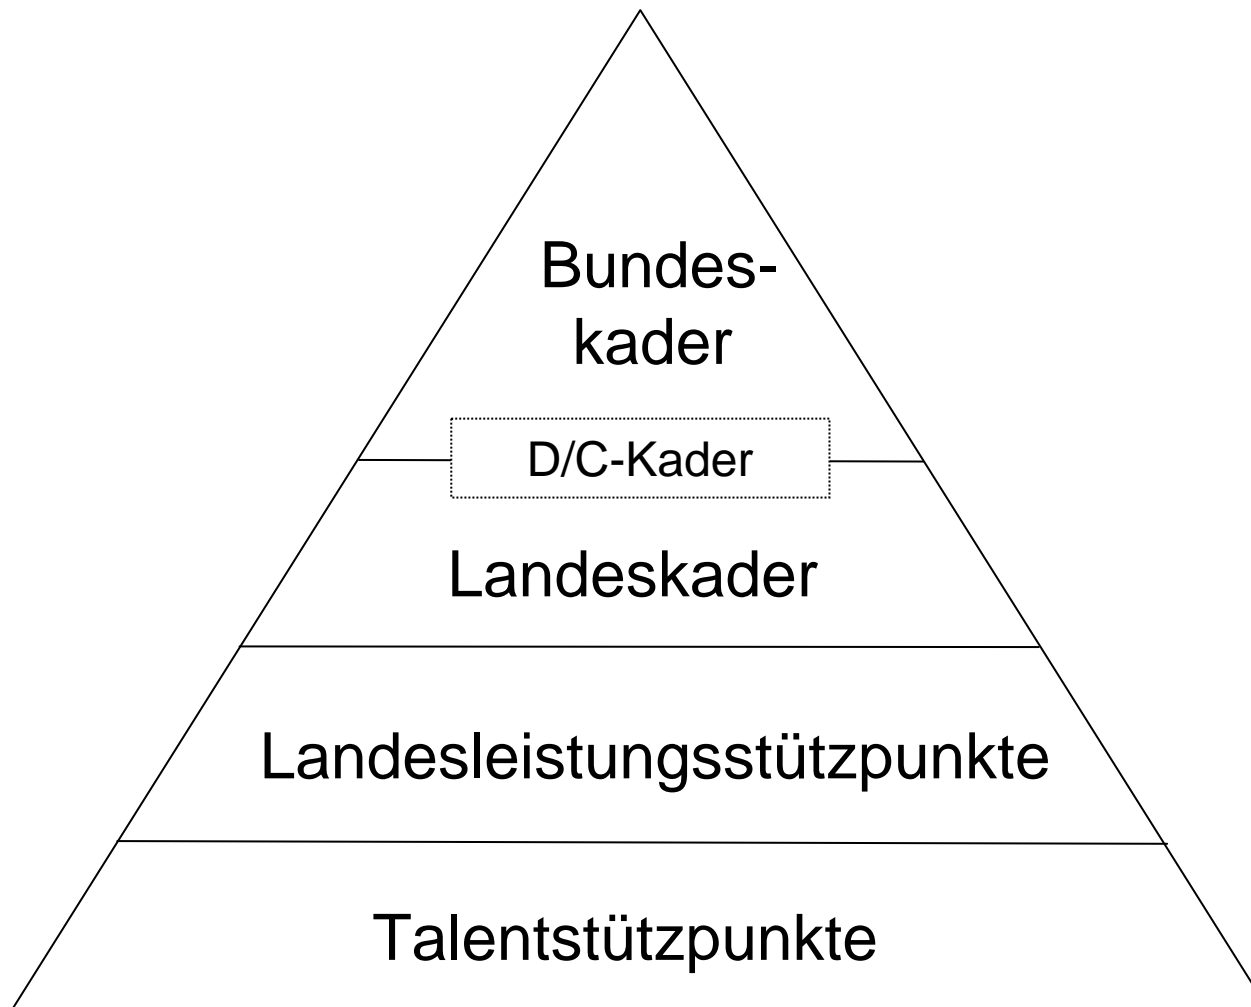 Bundes-
kader
D/C-Kader
Landeskader
Landesleistungsstützpunkte
Talentstützpunkte